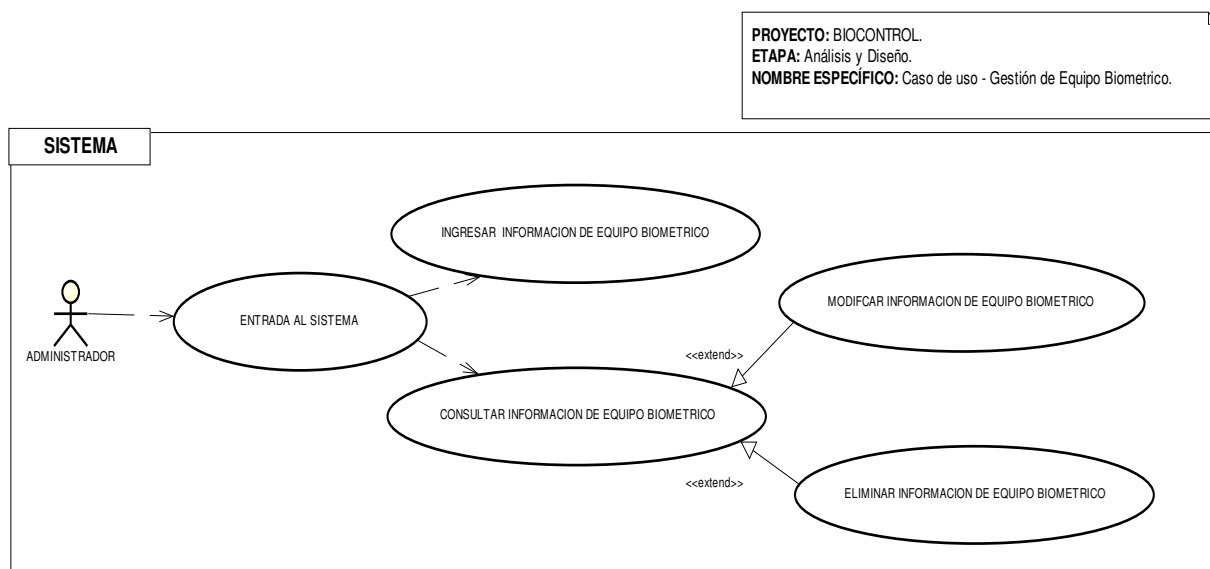 PROYECTO: BIOCONTROL.
ETAPA: Análisis y Diseño.
NOMBRE ESPECÍFICO: Caso de uso - Gestión de Equipo Biometrico.
SISTEMA
INGRESAR INFORMACION DE EQUIPO BIOMETRICO
MODIFCAR INFORMACION DE EQUIPO BIOMETRICO
ENTRADA AL SISTEMA
ADMINISTRADOR
<<extend>>
CONSULTAR INFORMACION DE EQUIPO BIOMETRICO
<<extend>>
ELIMINAR INFORMACION DE EQUIPO BIOMETRICO